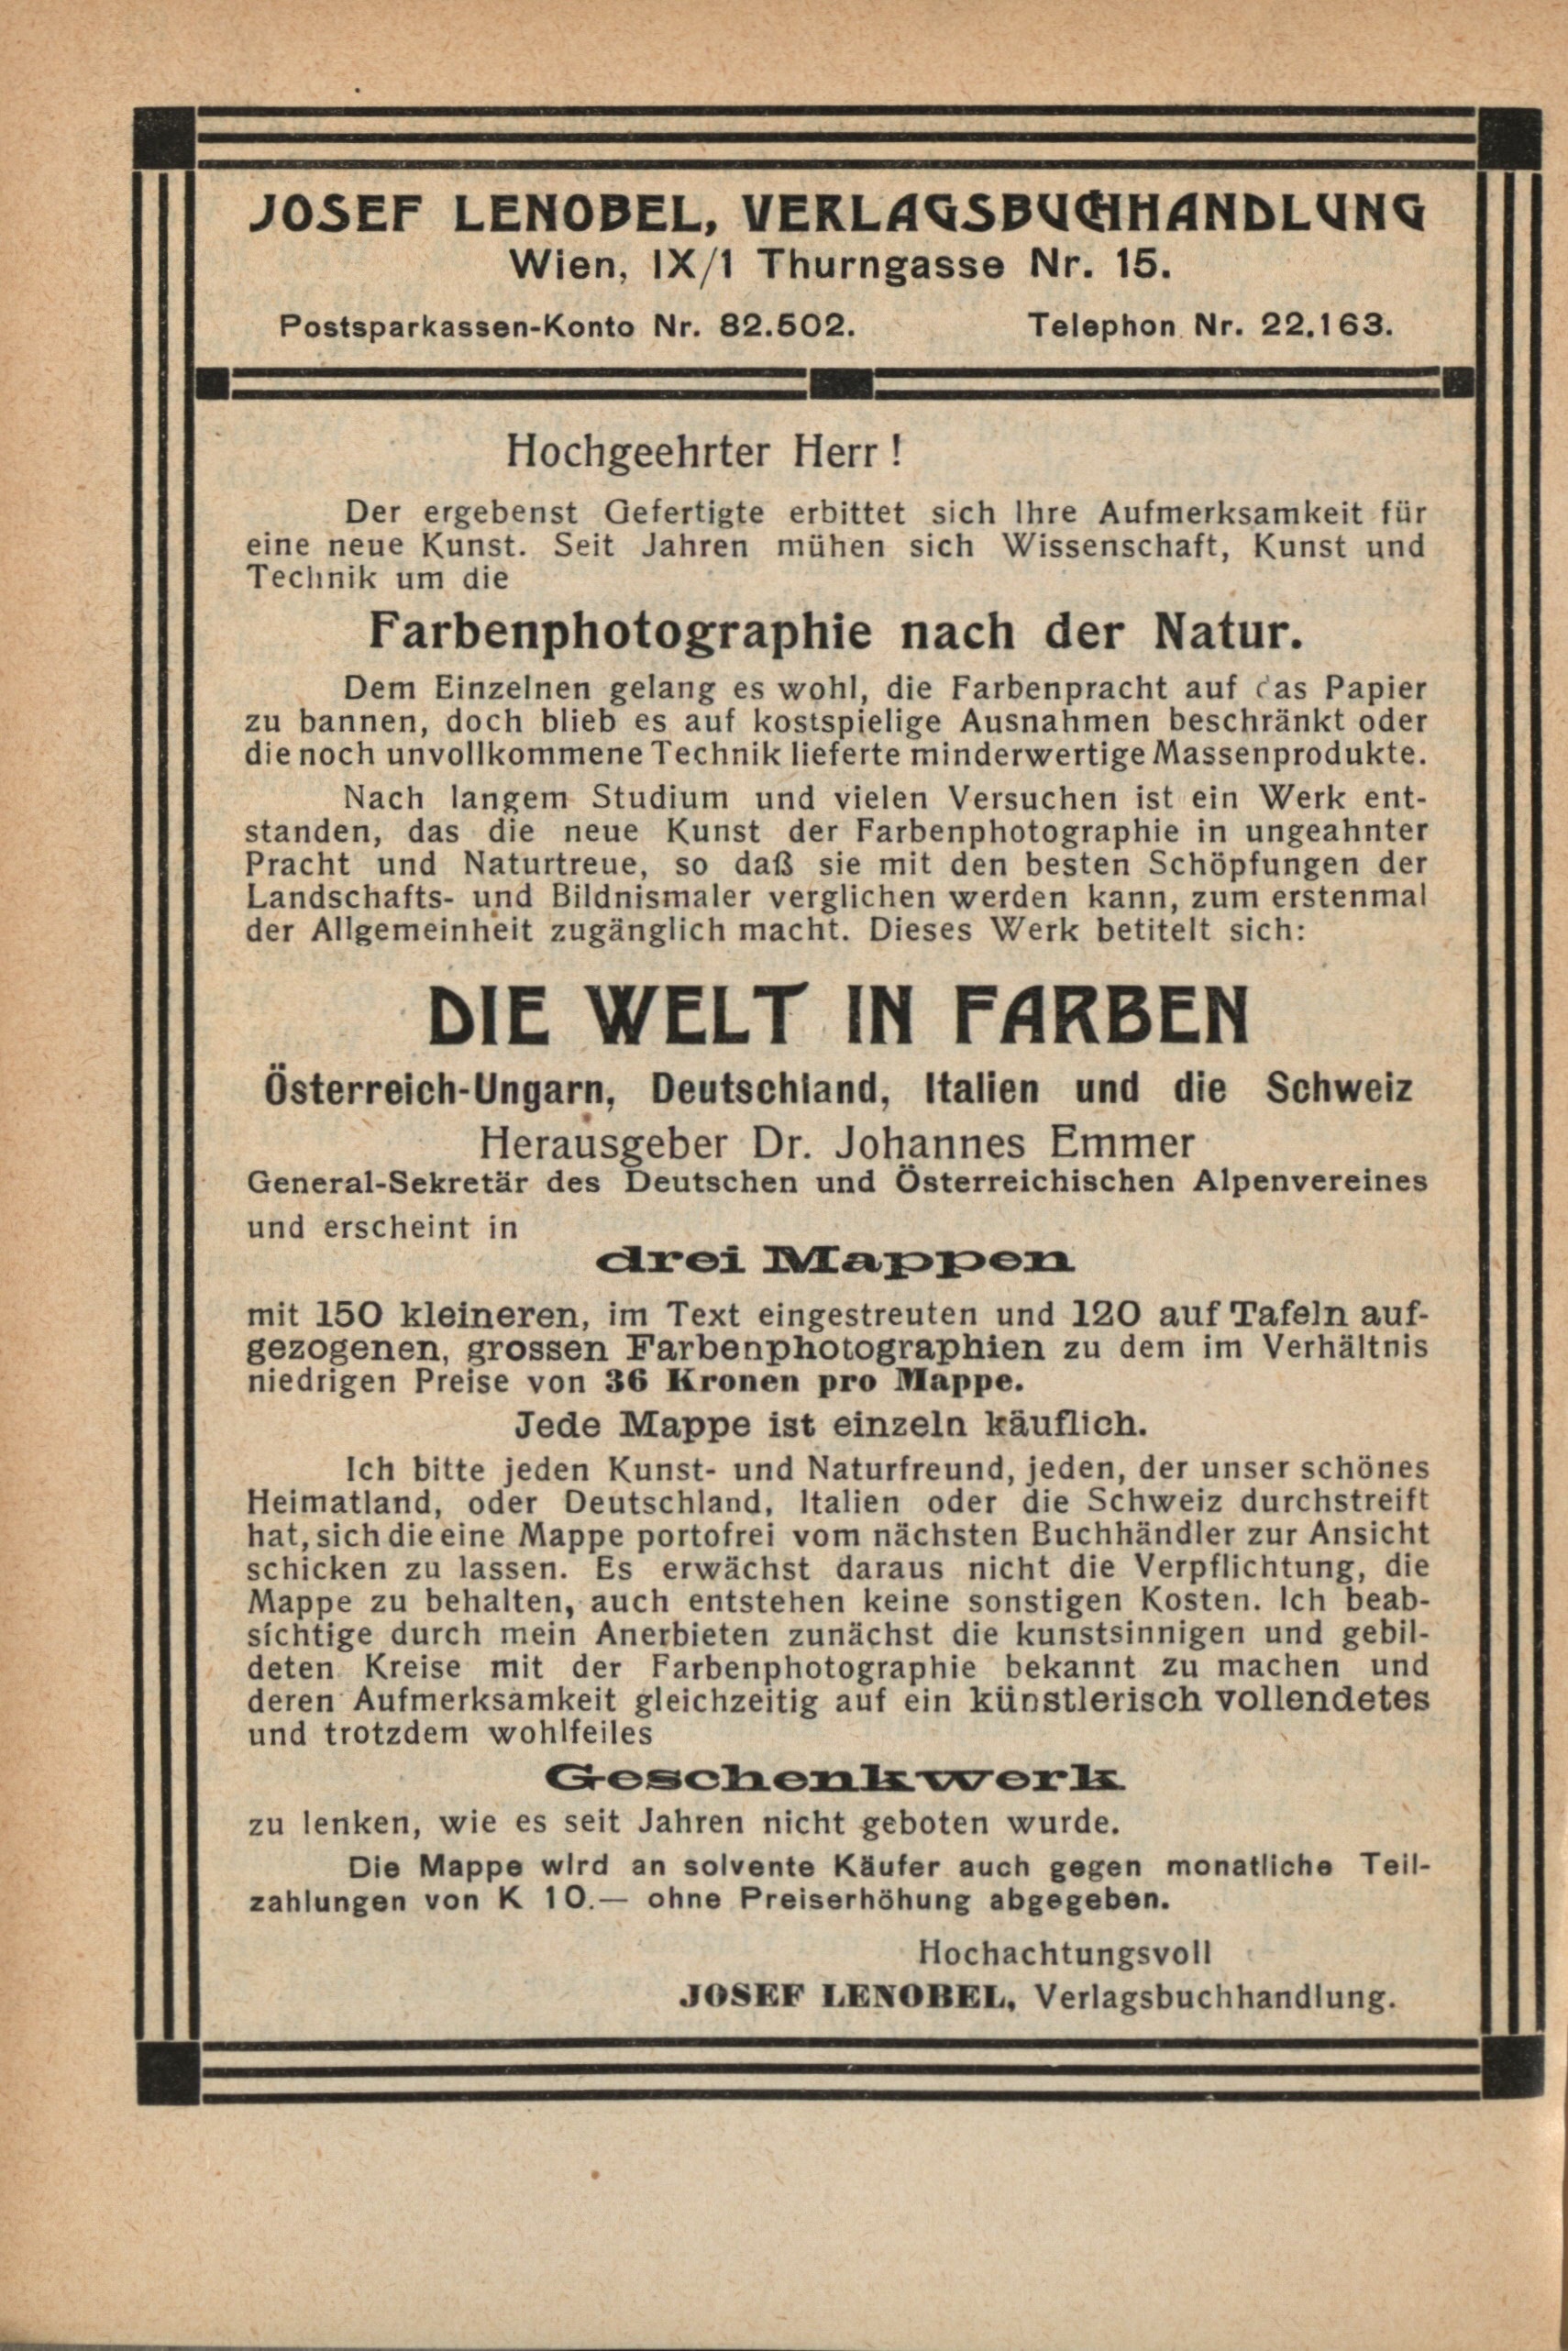 JOSEF LENOBEL, VERLAGSBUCHHANDLUNG
Wien, IX/1 Thurngasse Nr. 15.
Postsparkassen-Konto Nr. 82.502. Telephon Nr. 22.163.
Hochgeehrter Herr!
Der ergebenst Gefertigte erbittet sich Ihre Aufmerksamkeit für
eine neue Kunst. Seit Jahren mühen sich Wissenschaft, Kunst und
Technik um die
Farbenphotographie nach der Natur.
Dem Einzelnen gelang es wohl, die Farbenpracht auf das Papier
zu bannen, doch blieb es auf kostspielige Ausnahmen beschränkt oder
die noch unvollkommene Technik lieferte minderwertige Massenprodukte.
Nach langem Studium und vielen Versuchen ist ein Werk ent-
standen, das die neue Kunst der Farbenphotographie in ungeahnter
Pracht und Naturtreue, so daß sie mit den besten Schöpfungen der
Landschafts- und Bildnismaler verglichen werden kann, zum erstenmal
der Allgemeinheit zugänglich macht. Dieses Werk betitelt sich:
DIE WELT IN FARBEN
Österreich-Ungarn, Deutschland, Italien und die Schweiz
Herausgeber Dr. Johannes Emmer
General-Sekretär des Deutschen und Österreichischen Alpenvereines
und erscheint in
drei Mappen
mit 150 kleineren, im Text eingestreuten und 120 auf Tafeln auf-
gezogenen, grossen Farbenphotographien zu dem im Verhältnis
niedrigen Preise von 36 Kronen pro Mappe.
Jede Mappe ist einzeln käuflich.
Ich bitte jeden Kunst- und Naturfreund, jeden, der unser schönes
Heimatland, oder Deutschland, Italien oder die Schweiz durchstreift
hat, sich die eine Mappe portofrei vom nächsten Buchhändler zur Ansicht
schicken zu lassen. Es erwächst daraus nicht die Verpflichtung, die
Mappe zu behalten, auch entstehen keine sonstigen Kosten. Ich beab-
sichtige durch mein Anerbieten zunächst die kunstsinnigen und gebil-
deten Kreise mit der Farbenphotographie bekannt zu machen und
deren Aufmerksamkeit gleichzeitig auf ein künstlerisch vollendetes
und trotzdem wohlfeiles
Geschenkwerk
zu lenken, wie es seit Jahren nicht geboten wurde.
Die Mappe wird an solvente Käufer auch gegen monatliche Teil-
zahlungen von K 10.— ohne Preiserhöhung abgegeben.
Hochachtungsvoll
JOSEF LENOBEL, Verlagsbuchhandlung.